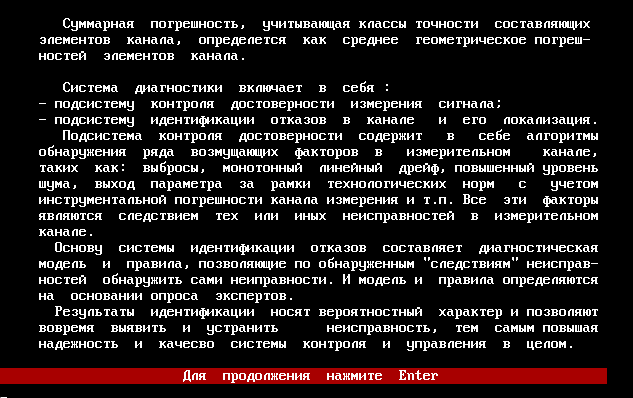 Суммарная погрешность, учитывающая классы точности составляющих
элементов канала, определется как среднее геометрическое погреш-
ностей элементов канала.
Система диагностики включает в себя :
- подсистему контроля достоверности измерения сигнала;
- подсистему идентификации отказов в канале и его локализация.
Подсистема контроля достоверности содержит в себе алгоритмы
обнаружения ряда возмущающих факторов в измерительном канале,
таких как: выбросы, монотонный линейный дрейф, повышенный уровень
шума, выход параметра за рамки технологических норм с учетом
инструментальной погрешности канала измерения и т.п. Все эти факторы
являются следствием тех или иных неисправностей в измерительном
канале.
Основу системы идентификации отказов составляет диагностическая
модель и правила, позволяющие по обнаруженным "следствиям" неисправ-
ностей обнаружить сами неиправности. И модель и правила определяются
на основании опроса экспертов.
Результаты идентификации носят вероятностный характер и позволяют
вовремя выявить и устранить неисправность, тем самым повышая
надежность и качесво системы контроля и управления в целом.
Для продолжения нажмите Enter